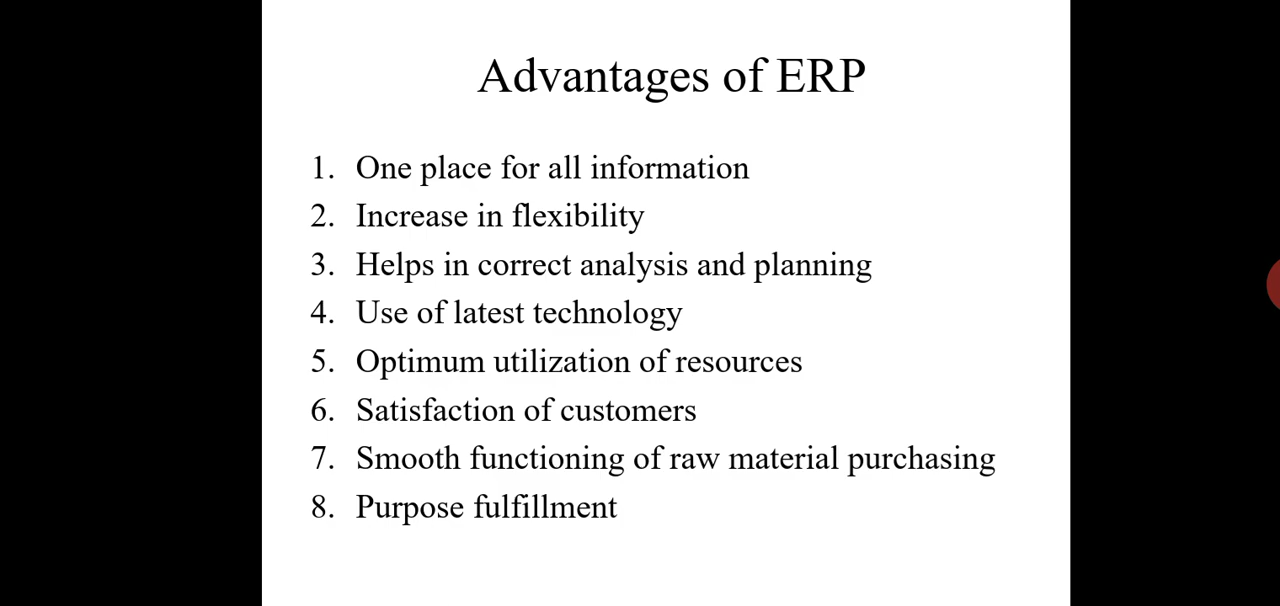 Advantages of ERP
1. One place for all information
2. Increase in flexibility
3. Helps in correct analysis and planning
4. Use of latest technology
5. Optimum utilization of resources
6. Satisfaction of customers
7. Smooth functioning of raw material purchasing
8. Purpose fulfillment